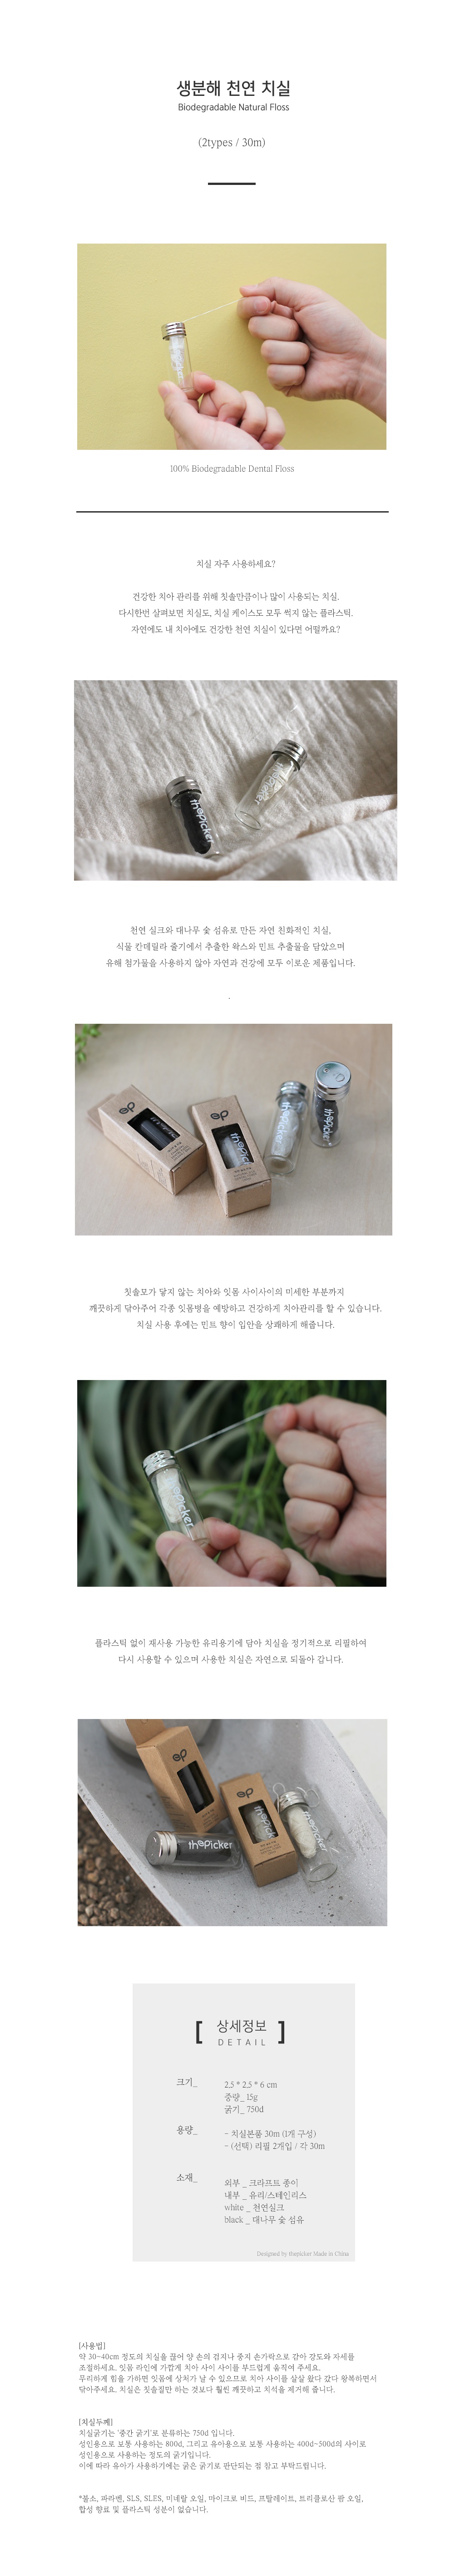 생분해 천연 치실
Biodegradable Natural Floss
(2types / 30m)
100% Biodegradable Dental Floss
치실 자주 사용하세요?
건강한 치아 관리를 위해 칫솔만큼이나 많이 사용되는 치실.
다시한번 살펴보면 치실도, 치실 케이스도 모두 썩지 않는 플라스틱.
자연에도 내 치아에도 건강한 천연 치실이 있다면 어떨까요?
thepicker
thepicker
천연 실크와 대나무 숯 섬유로 만든 자연 친화적인 치실,
식물 칸데릴라 줄기에서 추출한 왁스와 민트 추출물을 담았으며
유해 첨가물을 사용하지 않아 자연과 건강에 모두 이로운 제품입니다.
.
thepicker
thepicker
thepicker
칫솔모가 닿지 않는 치아와 잇몸 사이사이의 미세한 부분까지
깨끗하게 닦아주어 각종 잇몸병을 예방하고 건강하게 치아관리를 할 수 있습니다.
치실 사용 후에는 민트 향이 입안을 상쾌하게 해줍니다.
thepicker
플라스틱 없이 재사용 가능한 유리용기에 담아 치실을 정기적으로 리필하여
다시 사용할 수 있으며 사용한 치실은 자연으로 되돌아 갑니다.
thepicker
thepicker
thepicker
[ 상세정보 ]
DETAIL
크기_ 2.5 * 2.5 * 6 cm
중량_ 15g
굵기_ 750d
용량_ - 치실본품 30m (1개 구성)
- (선택) 리필 2개입 / 각 30m
소재_ 외부 _ 크라프트 종이
내부 _ 유리/스테인리스
white _ 천연실크
black _ 대나무 숯 섬유
Designed by thepicker Made in China
[사용법]
약 30~40cm 정도의 치실을 끊어 양 손의 검지나 중지 손가락으로 감아 강도와 자세를
조절하세요. 잇몸 라인에 가깝게 치아 사이 사이를 부드럽게 움직여 주세요.
무리하게 힘을 가하면 잇몸에 상처가 날 수 있으므로 치아 사이를 살살 왔다 갔다 왕복하면서
닦아주세요. 치실은 칫솔질만 하는 것보다 훨씬 깨끗하고 치석을 제거해 줍니다.
[치실두께]
치실굵기는 '중간 굵기'로 분류하는 750d 입니다.
성인용으로 보통 사용하는 800d, 그리고 유아용으로 보통 사용하는 400d~500d의 사이로
성인용으로 사용하는 정도의 굵기입니다.
이에 따라 유아가 사용하기에는 굵은 굵기로 판단되는 점 참고 부탁드립니다.
*불소, 파라벤, SLS, SLES, 미네랄 오일, 마이크로 비드, 프탈레이트, 트리클로산 팜 오일,
합성 향료 및 플라스틱 성분이 없습니다.